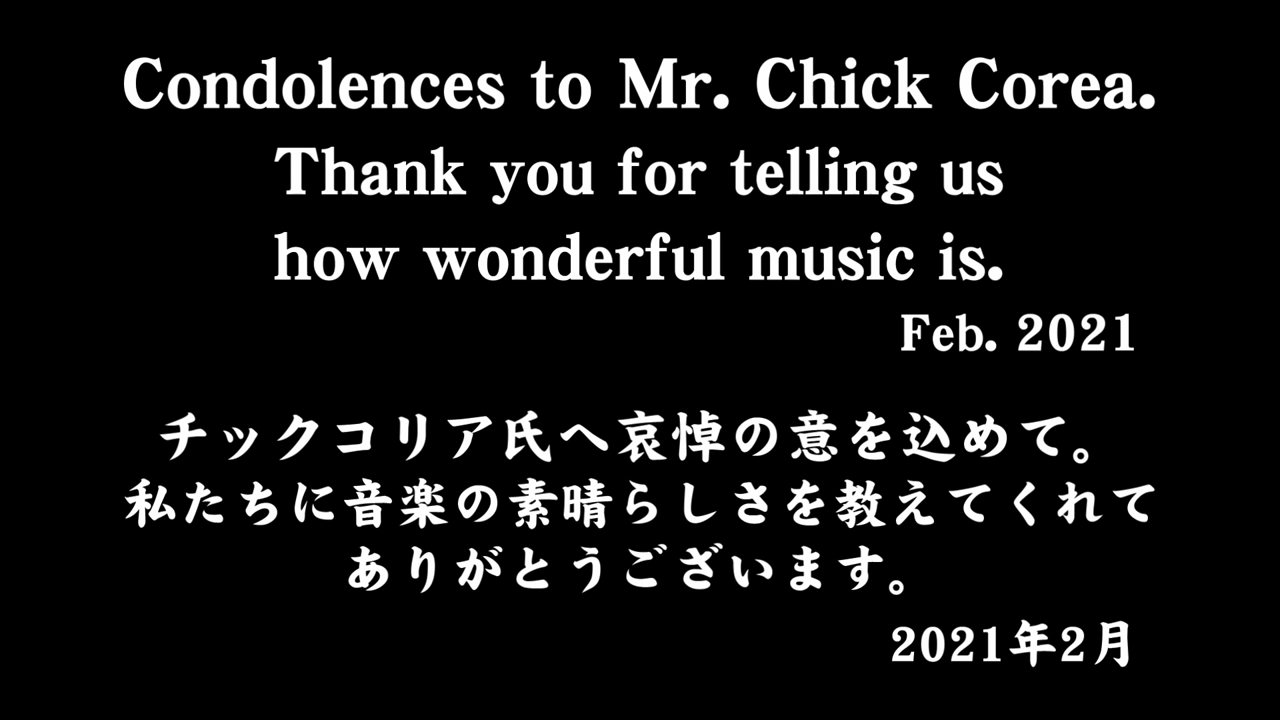 Condolences to Mr. Chick Corea.
Thank you for telling us
how wonderful music is.
Feb. 2021
チックコリア氏へ哀悼の意を込めて。
私たちに音楽の素晴らしさを教えてくれて
ありがとうございます。
2021年2月